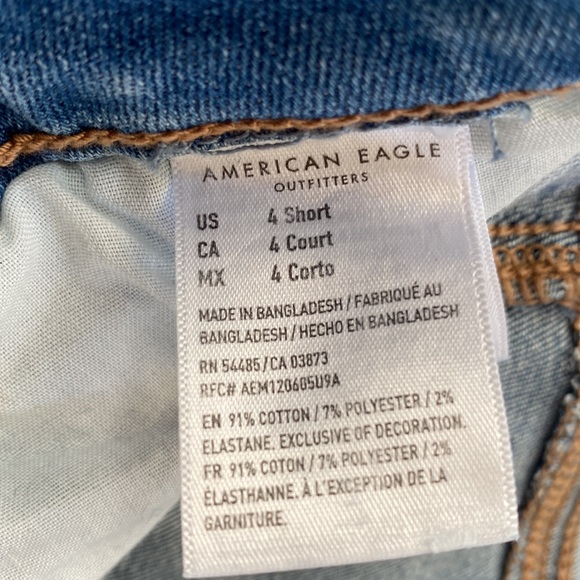 AMERICAN EAGLE
OUTFITTERS
US 4 Short
CA 4 Court
MX 4 Corto
MADE IN BANGLADESH / FABRIQUÉ AU
BANGLADESH / HECHO EN BANGLADESH
RN 54485/CA 03873
RFC# AEM120605U9A
EN 91% COTTON / 7% POLYESTER / 2%
ELASTANE. EXCLUSIVE OF DECORATION.
FR 91% COTON / 7% POLYESTER / 2%
ÉLASTHANNE. À L'EXCEPTION DE LA
GARNITURE.